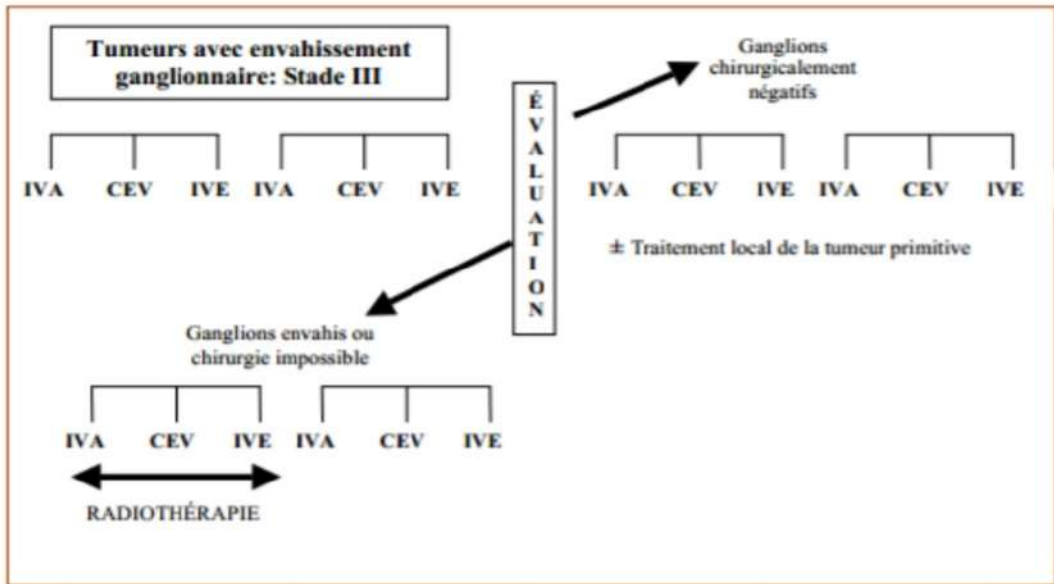 Tumeurs avec envahissement
ganglionnaire: Stade III
IVA CEV IVE IVA CEV IVE
ÉVALUATION
Ganglions
chirurgicalement
négatifs
IVA CEV IVE IVA CEV IVE
± Traitement local de la tumeur primitive
Ganglions envahis ou
chirurgie impossible
IVA CEV IVE IVA CEV IVE
RADIOTHÉRAPIE